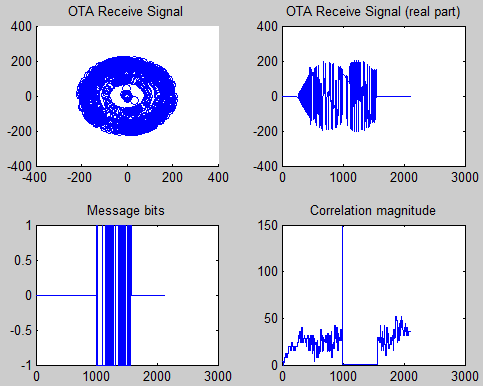 OTA Receive Signal
400
200
0
-200
-400
-400 -200 0 200 400
OTA Receive Signal (real part)
400
200
0
-200
-400
0 1000 2000 3000
Message bits
1
0.5
0
-0.5
-1
0 1000 2000 3000
Correlation magnitude
150
100
50
0
0 1000 2000 3000